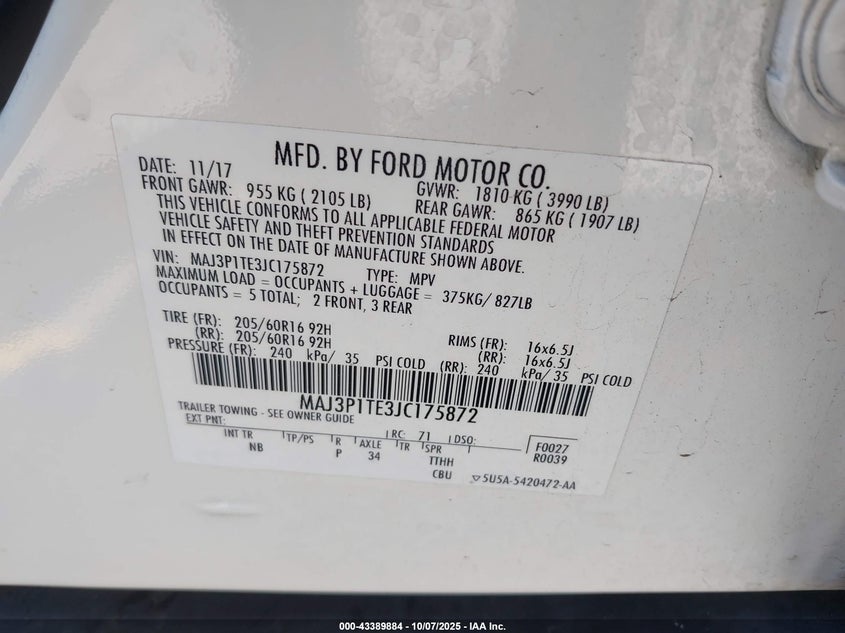 MFD. BY FORD MOTOR CO.
DATE: 11/17 GVWR: 1810 KG ( 3990 LB)
FRONT GAWR: 955 KG ( 2105 LB) REAR GAWR: 865 KG ( 1907 LB)
THIS VEHICLE CONFORMS TO ALL APPLICABLE FEDERAL MOTOR
VEHICLE SAFETY AND THEFT PREVENTION STANDARDS
IN EFFECT ON THE DATE OF MANUFACTURE SHOWN ABOVE.
VIN: MAJ3P1TE3JC175872 TYPE: MPV
MAXIMUM LOAD = OCCUPANTS + LUGGAGE = 375KG/ 827LB
OCCUPANTS = 5 TOTAL; 2 FRONT, 3 REAR
TIRE (FR): 205/60R16 92H RIMS (FR): 16x6.5J
(RR): 205/60R16 92H (RR): 16x6.5J
PRESSURE (FR): 240 kPa/ 35 PSI COLD (RR): 240 kPa/ 35 PSI COLD
MAJ3P1TE3JC175872
TRAILER TOWING - SEE OWNER GUIDE
EXT PNT: RC: 71 DSO: F0027
INT TR TP/PS R AXLE TR SPR R0039
NB P 34 TTHH
CBU 5U5A-5420472-AA
000-43389884 | 10/07/2025 - IAA Inc.